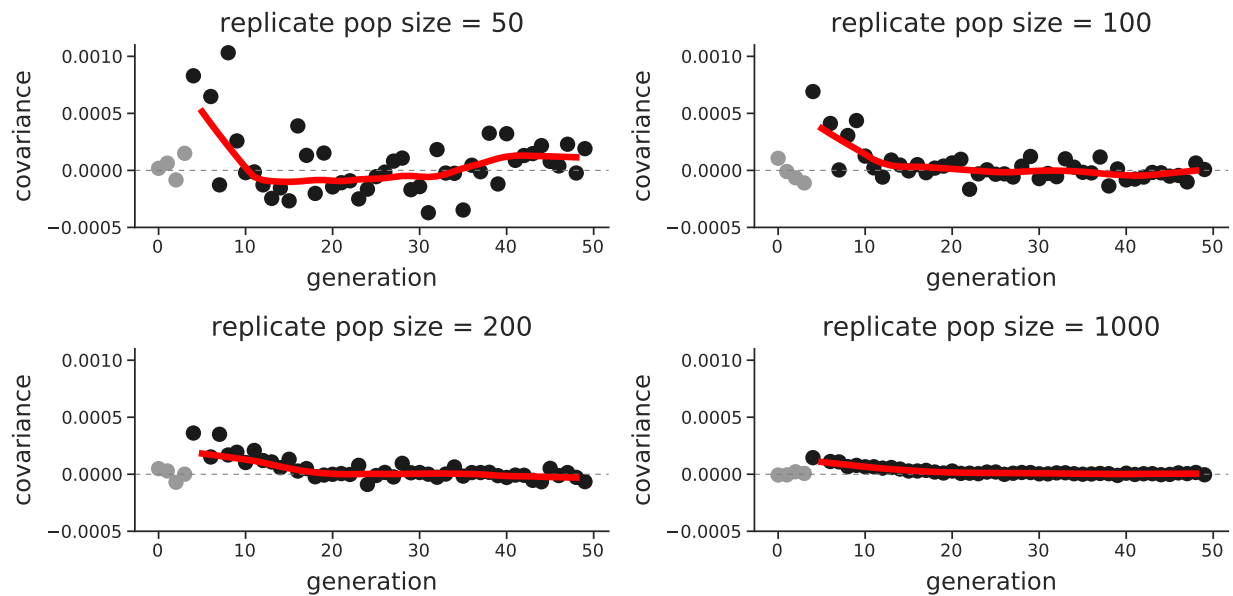 replicate pop size = 50
0.0010
0.0005
0.0000
−0.0005
covariance
0 10 20 30 40 50
generation
replicate pop size = 100
0.0010
0.0005
0.0000
−0.0005
covariance
0 10 20 30 40 50
generation
replicate pop size = 200
0.0010
0.0005
0.0000
−0.0005
covariance
0 10 20 30 40 50
generation
replicate pop size = 1000
0.0010
0.0005
0.0000
−0.0005
covariance
0 10 20 30 40 50
generation